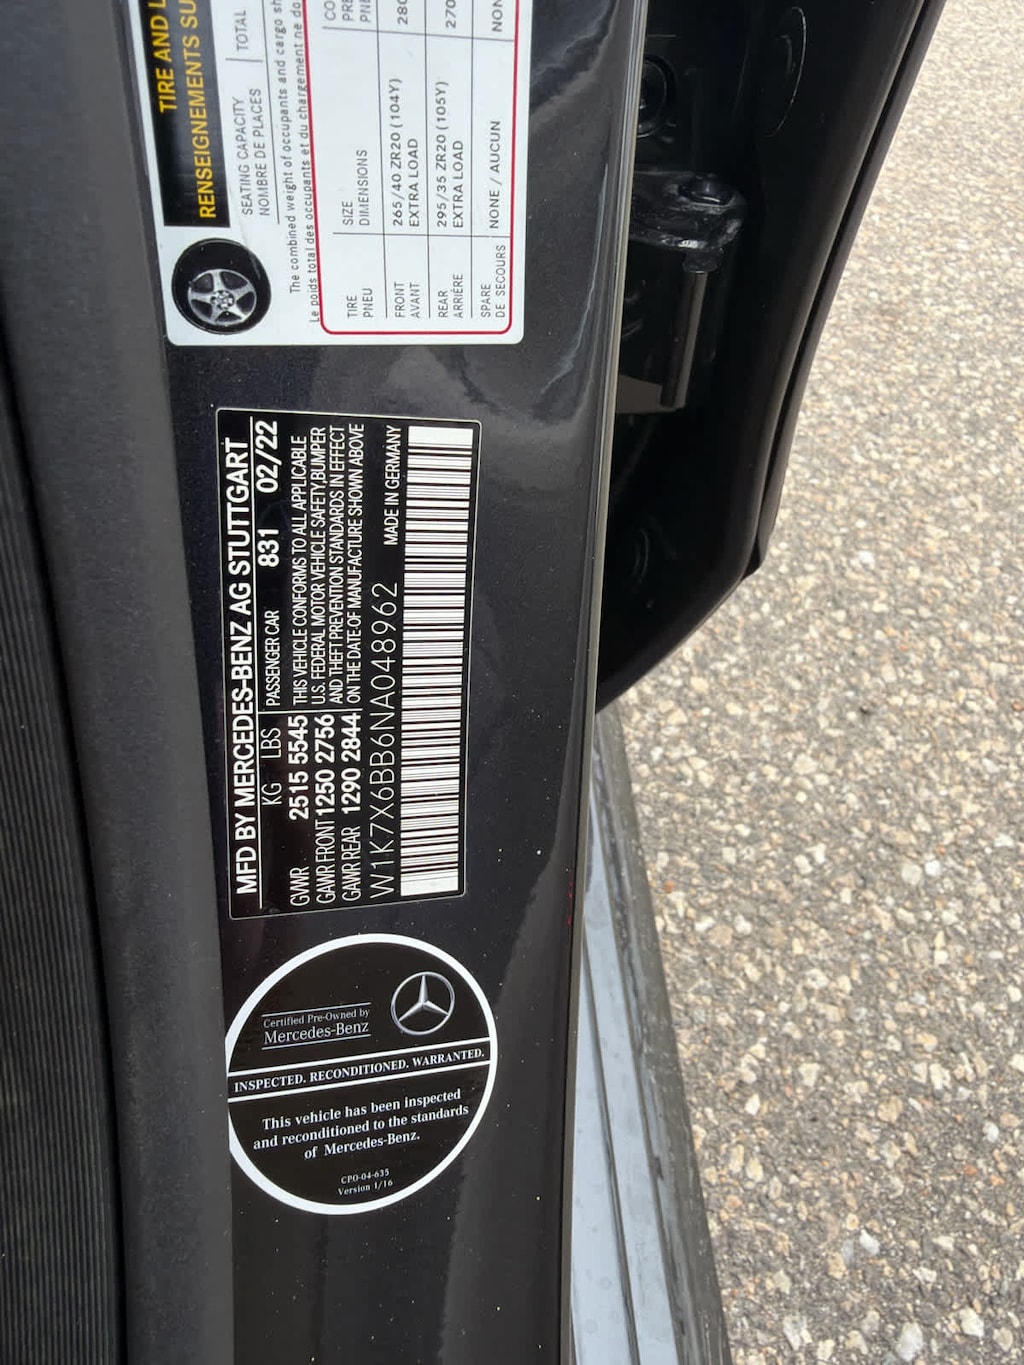 TIRE AND
RENSEIGNEMENTS
SEATING CAPACITY
NOMBRE DE PLACES
TOTAL
The combined weight of occupants and cargo
Le poids total des occupants et du chargement ne
TIRE
PNEU
SIZE
DIMENSIONS
FRONT
AVANT
265/40 ZR20 (104Y)
EXTRA LOAD
REAR
ARRIÈRE
295/35 ZR20 (105Y)
EXTRA LOAD
270
SPARE
DE SECOURS
NONE / AUCUN
MFD BY MERCEDES-BENZ AG STUTTGART
KG LBS PASSENGER CAR 831 02/22
GVWR 2515 5545 THIS VEHICLE CONFORMS TO ALL APPLICABLE
GAWR FRONT 1250 2756 U.S. FEDERAL MOTOR VEHICLE SAFETY,BUMPER
GAWR REAR 1290 2844 AND THEFT PREVENTION STANDARDS IN EFFECT
ON THE DATE OF MANUFACTURE SHOWN ABOVE
W1K7X6BB6NA048962 MADE IN GERMANY
Certified Pre-Owned by
Mercedes-Benz
INSPECTED. RECONDITIONED. WARRANTED.
This vehicle has been inspected
and reconditioned to the standards
of Mercedes-Benz.
CPO-04-635
Version 1/16